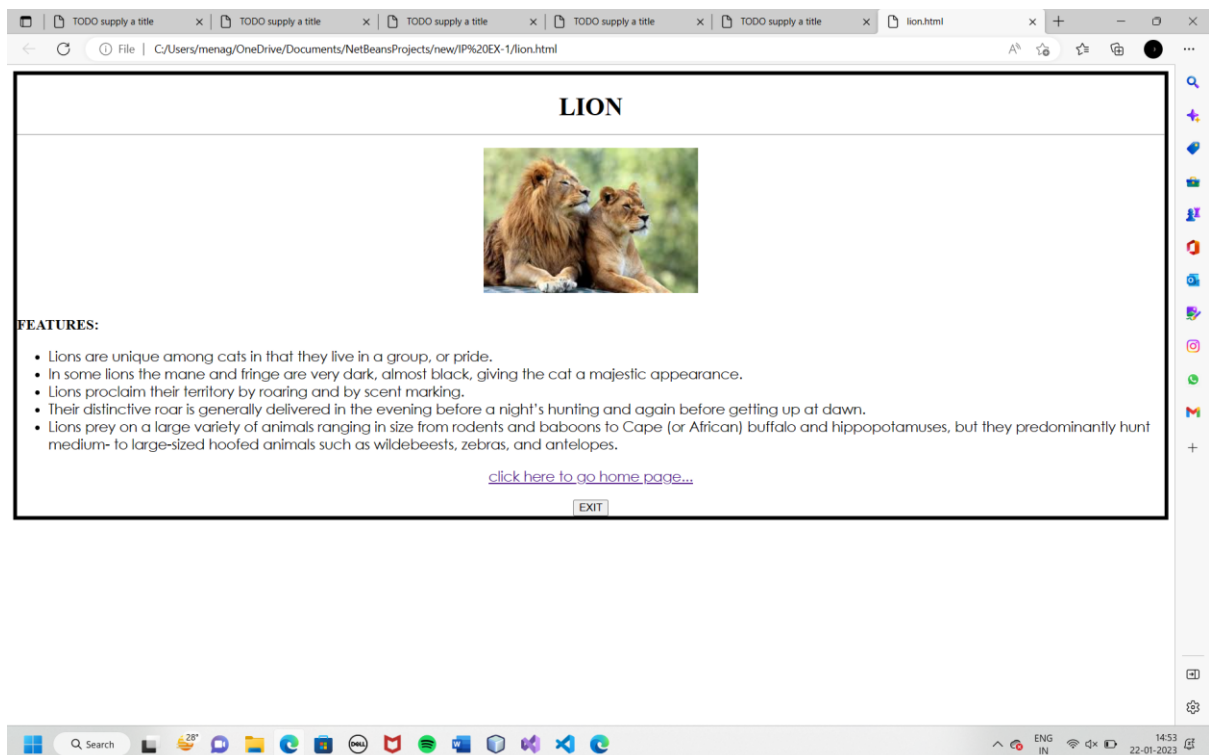 TODO supply a title
TODO supply a title
TODO supply a title
TODO supply a title
TODO supply a title
lion.html
File | C:/Users/menag/OneDrive/Documents/NetBeansProjects/new/IP%20EX-1/lion.html
LION
FEATURES:
• Lions are unique among cats in that they live in a group, or pride.
• In some lions the mane and fringe are very dark, almost black, giving the cat a majestic appearance.
• Lions proclaim their territory by roaring and by scent marking.
• Their distinctive roar is generally delivered in the evening before a night's hunting and again before getting up at dawn.
• Lions prey on a large variety of animals ranging in size from rodents and baboons to Cape (or African) buffalo and hippopotamuses, but they predominantly hunt
medium- to large-sized hoofed animals such as wildebeests, zebras, and antelopes.
click here to go home page...
EXIT
Search
28°
DELL
ENG
IN
14:53
22-01-2023